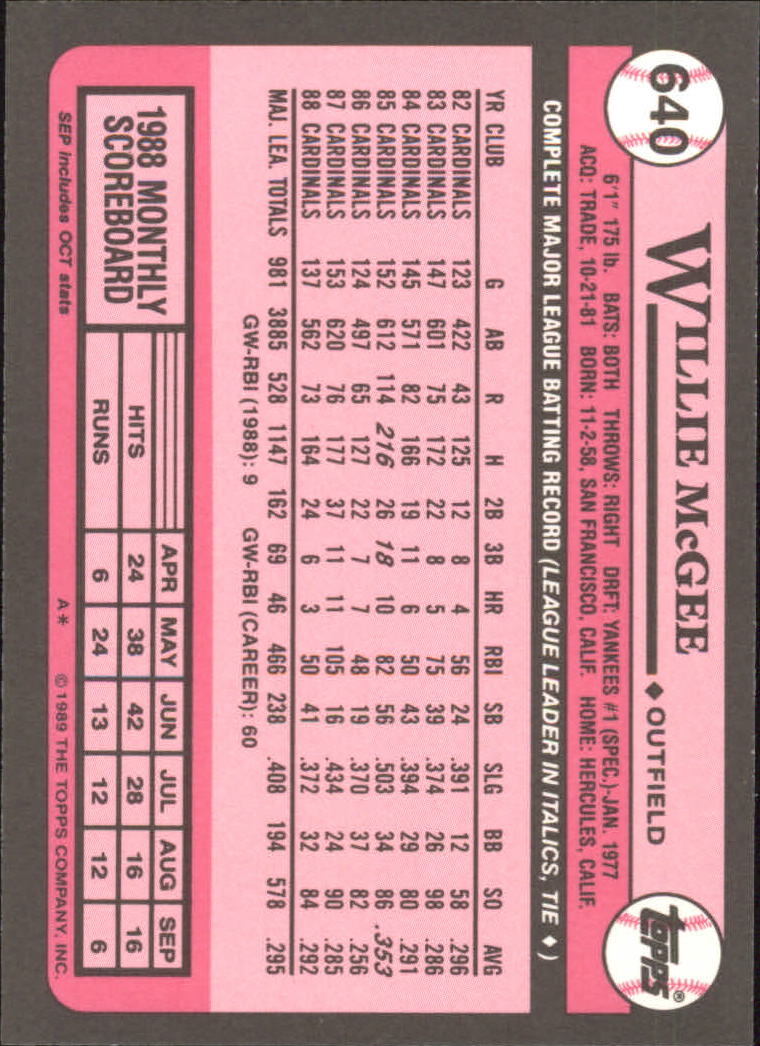 640
WILLIE McGEE ◆ OUTFIELD
topps®
6'1" 175 lb. BATS: BOTH THROWS: RIGHT DRFT: YANKEES #1 (SPEC.)-JAN. 1977
ACQ: TRADE, 10-21-81 BORN: 11-2-58, SAN FRANCISCO, CALIF. HOME: HERCULES, CALIF.
COMPLETE MAJOR LEAGUE BATTING RECORD (LEAGUE LEADER IN ITALICS, TIE ◆)
YR CLUB G AB R H 2B 3B HR RBI SB SLG BB SO AVG
82 CARDINALS 123 422 43 125 12 8 4 56 24 .391 12 58 .296
83 CARDINALS 147 601 75 172 22 8 5 75 39 .374 26 98 .286
84 CARDINALS 145 571 82 166 19 11 6 50 43 .394 29 80 .291
85 CARDINALS 152 612 114 216 26 18 10 82 56 .503 34 86 .353
86 CARDINALS 124 497 65 127 22 7 7 48 19 .370 37 82 .256
87 CARDINALS 153 620 76 177 37 11 11 105 16 .434 24 90 .285
88 CARDINALS 137 562 73 164 24 6 3 50 41 .372 32 84 .292
MAJ. LEA. TOTALS 981 3885 528 1147 162 69 46 466 238 .408 194 578 .295
GW-RBI (1988): 9 GW-RBI (CAREER): 60
1988 MONTHLY
SCOREBOARD
APR MAY JUN JUL AUG SEP
HITS 24 38 42 28 16 16
RUNS 6 24 13 12 12 6
SEP includes OCT stats A* ©1989 THE TOPPS COMPANY, INC.